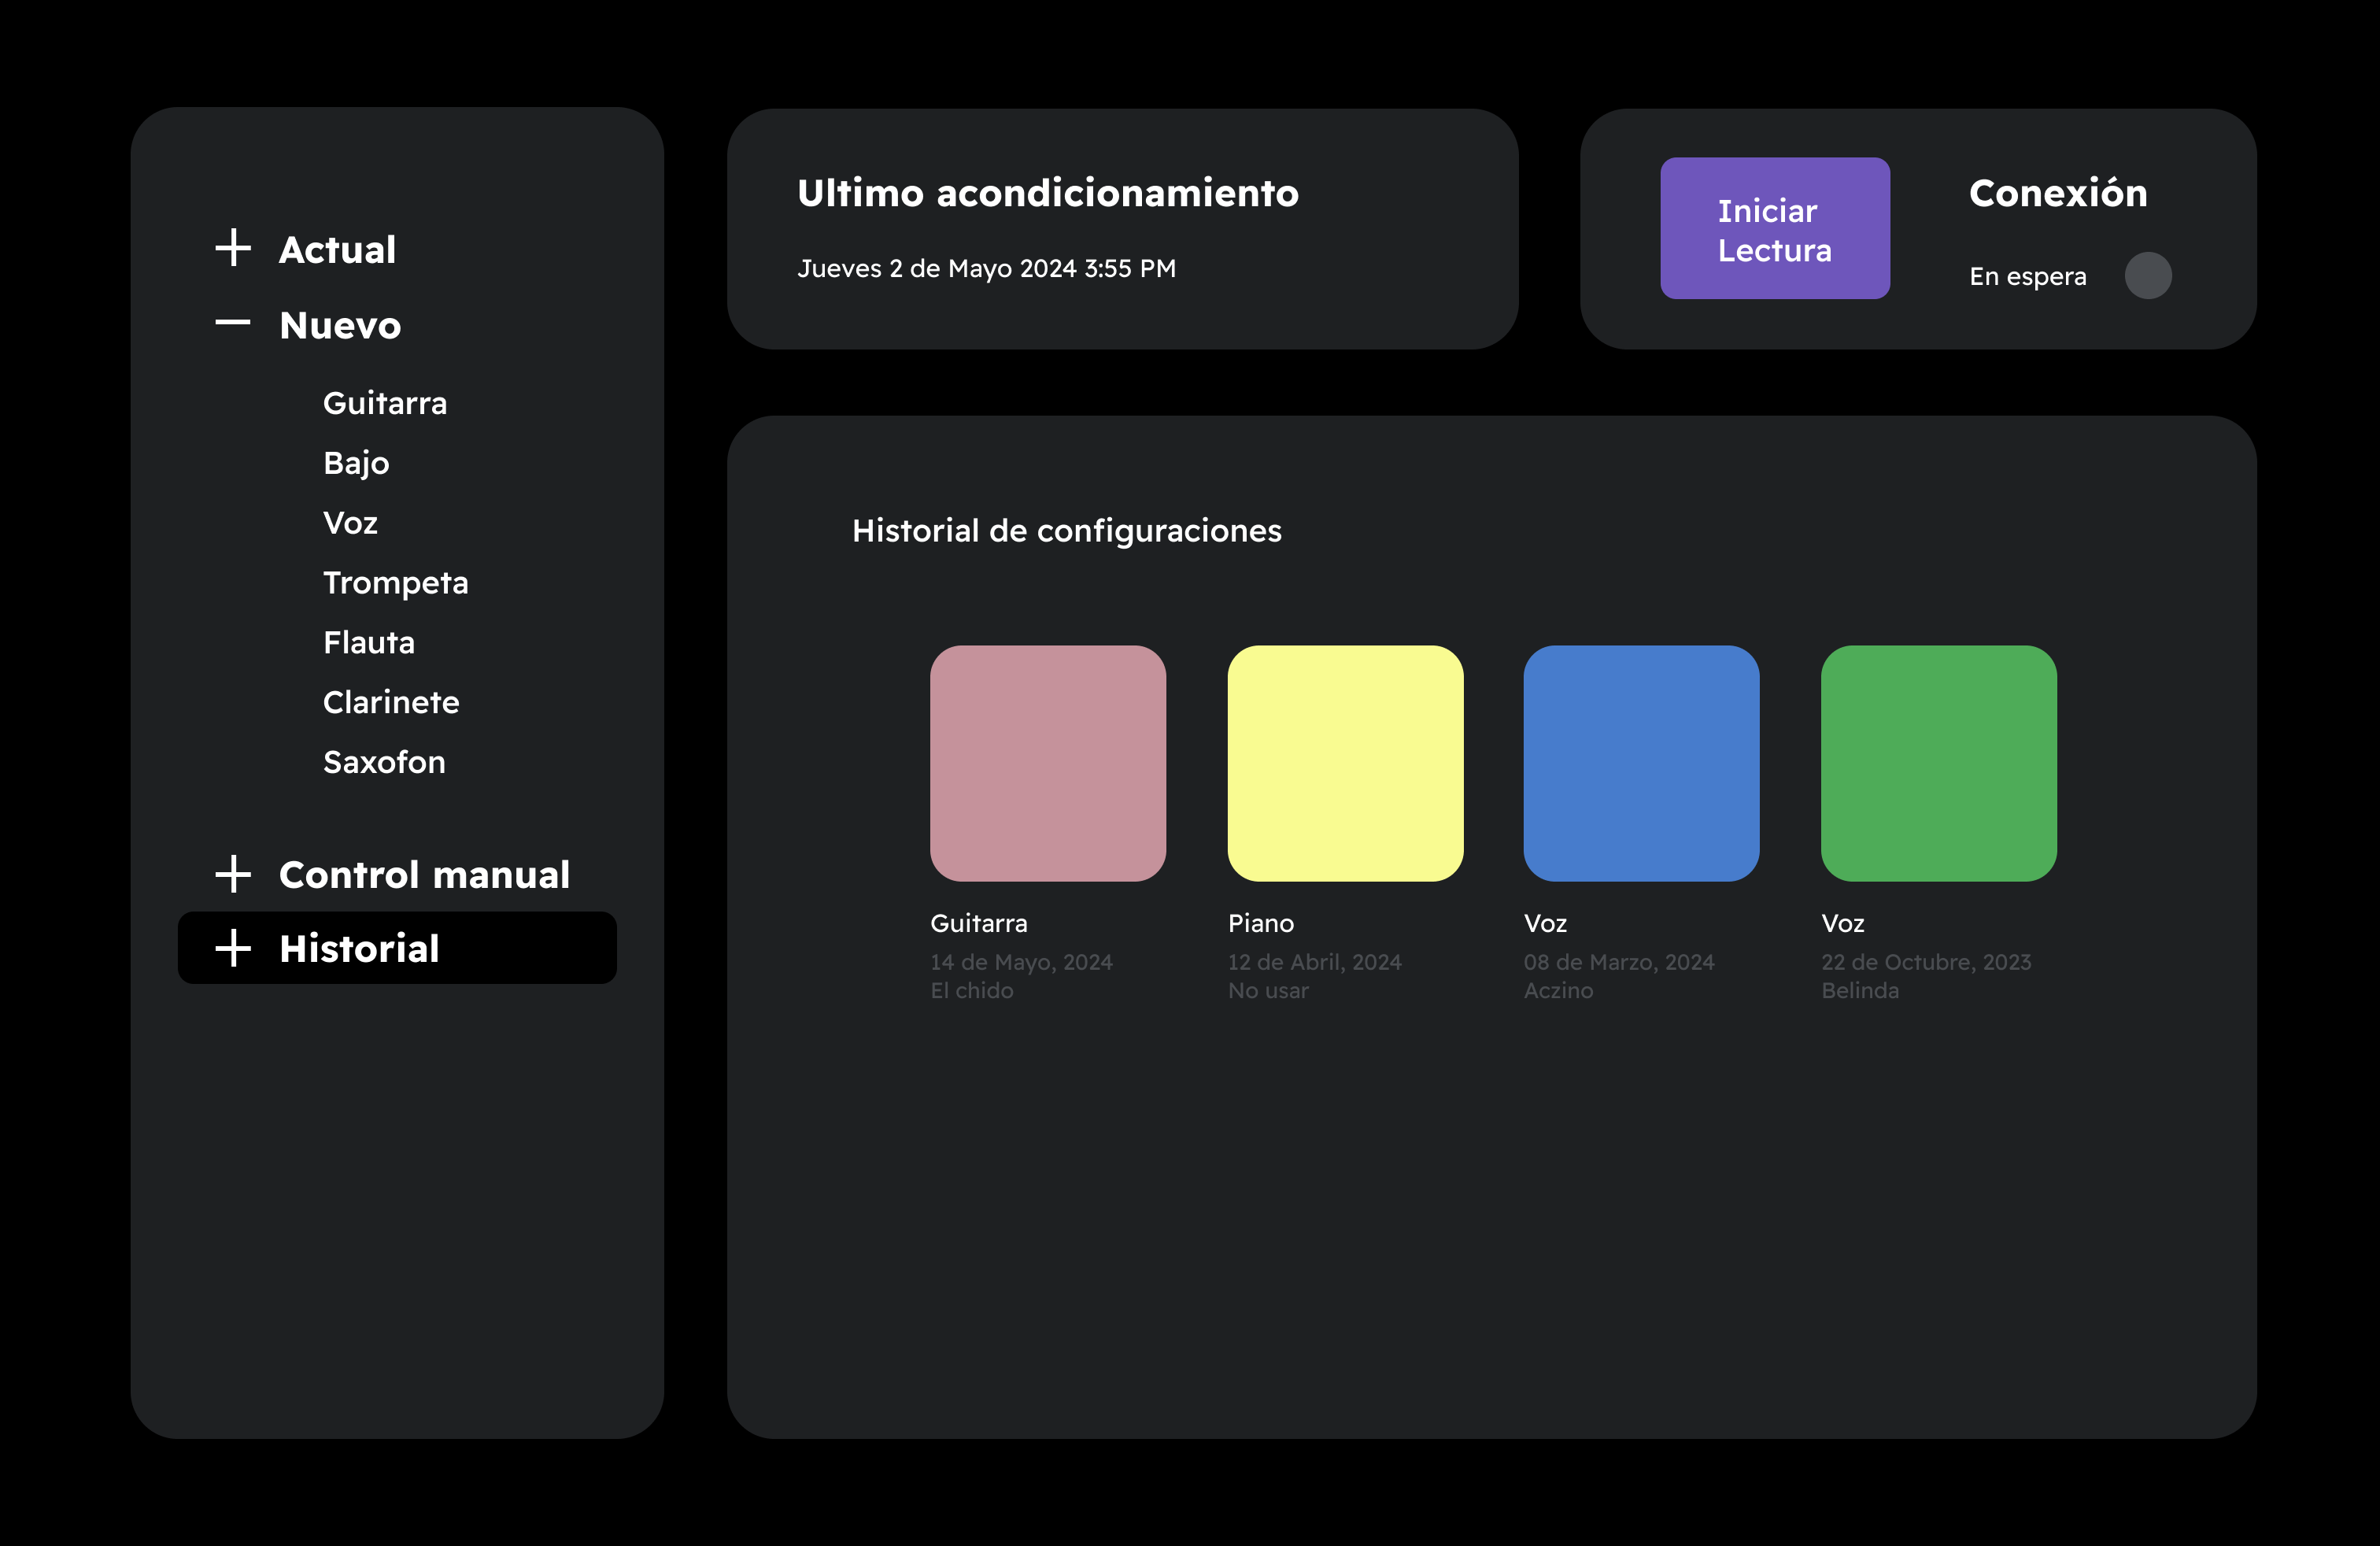 Actual
Nuevo
Guitarra
Bajo
Voz
Trompeta
Flauta
Clarinete
Saxofon
Control manual
Historial
Ultimo acondicionamiento
Jueves 2 de Mayo 2024 3:55 PM
Iniciar
Lectura
Conexión
En espera
Historial de configuraciones
Guitarra
14 de Mayo, 2024
El chido
Piano
12 de Abril, 2024
No usar
Voz
08 de Marzo, 2024
Aczino
Voz
22 de Octubre, 2023
Belinda